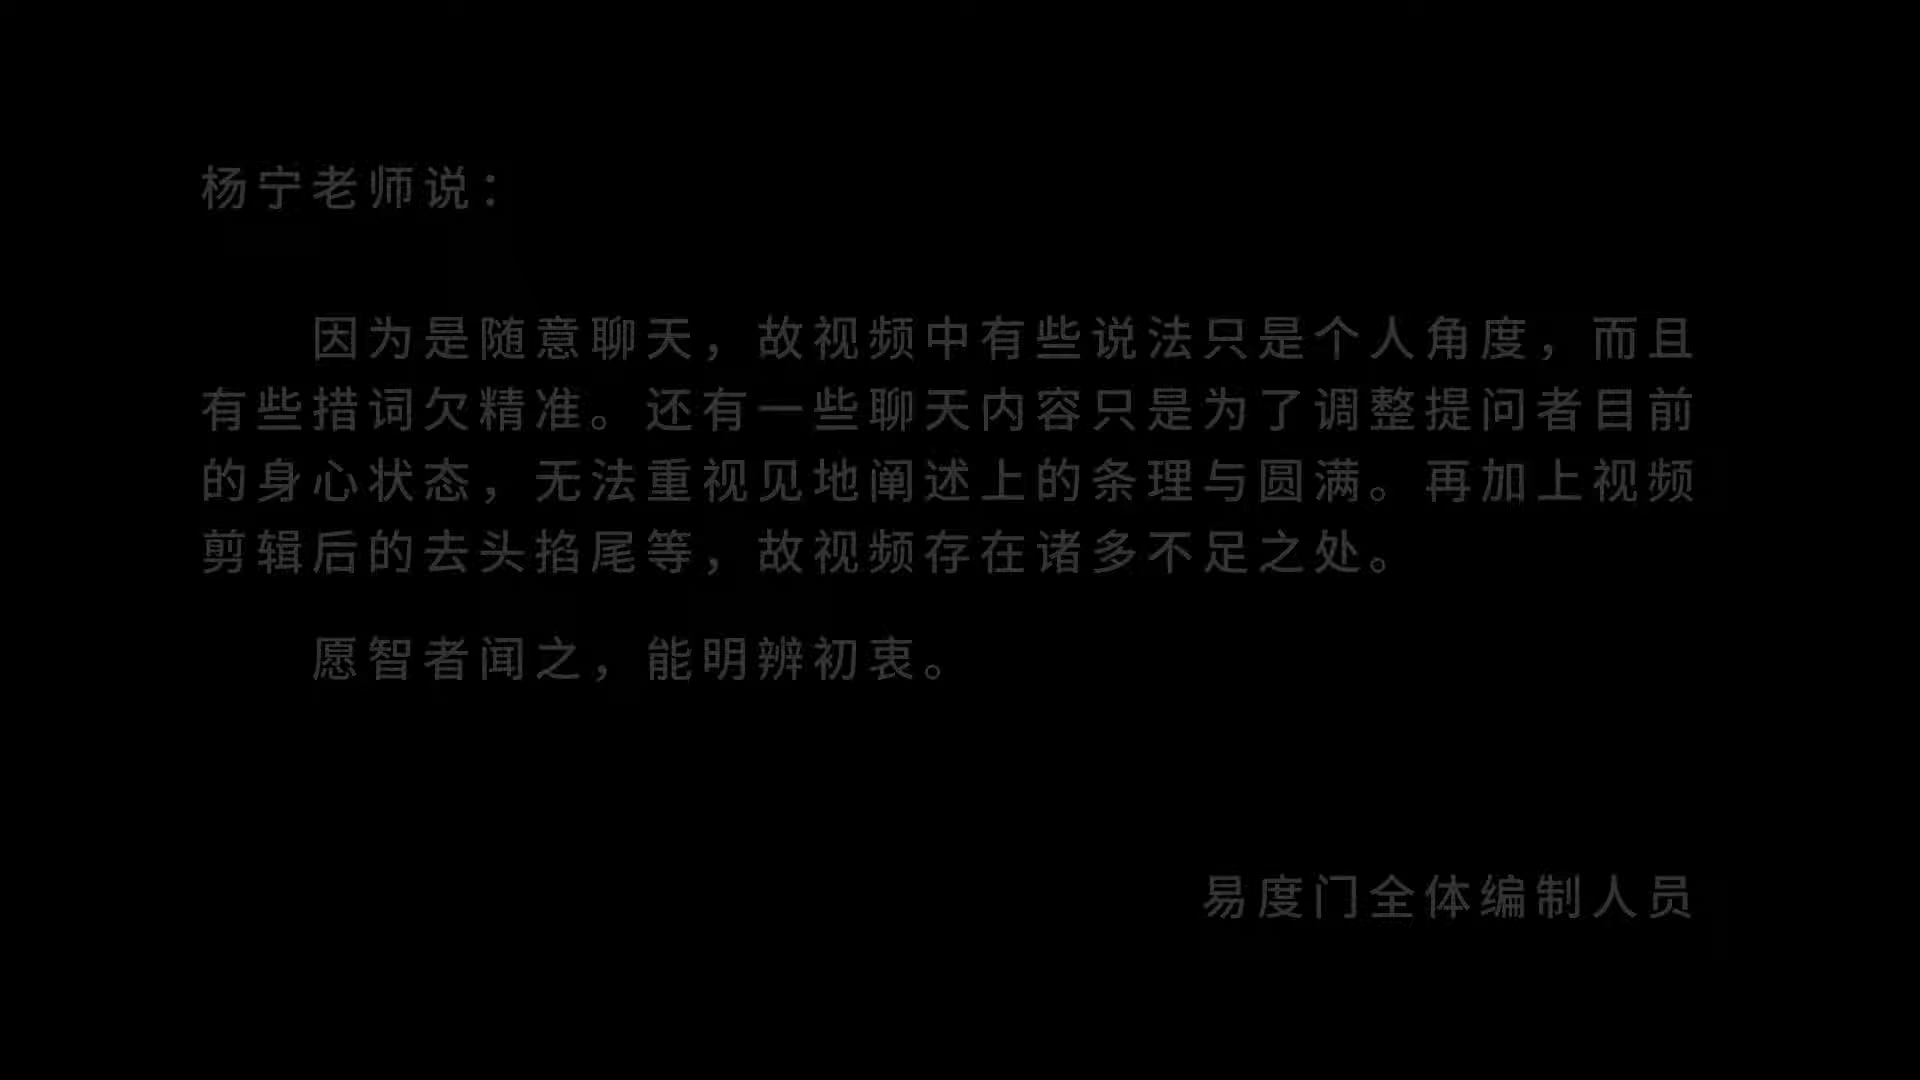 杨宁老师说：
因为是随意聊天，故视频中有些说法只是个人角度，而且
有些措词欠精准。还有一些聊天内容只是为了调整提问者目前
的身心状态，无法重视见地阐述上的条理与圆满。再加上视频
剪辑后的去头掐尾等，故视频存在诸多不足之处。
愿智者闻之，能明辨初衷。
易度门全体编制人员